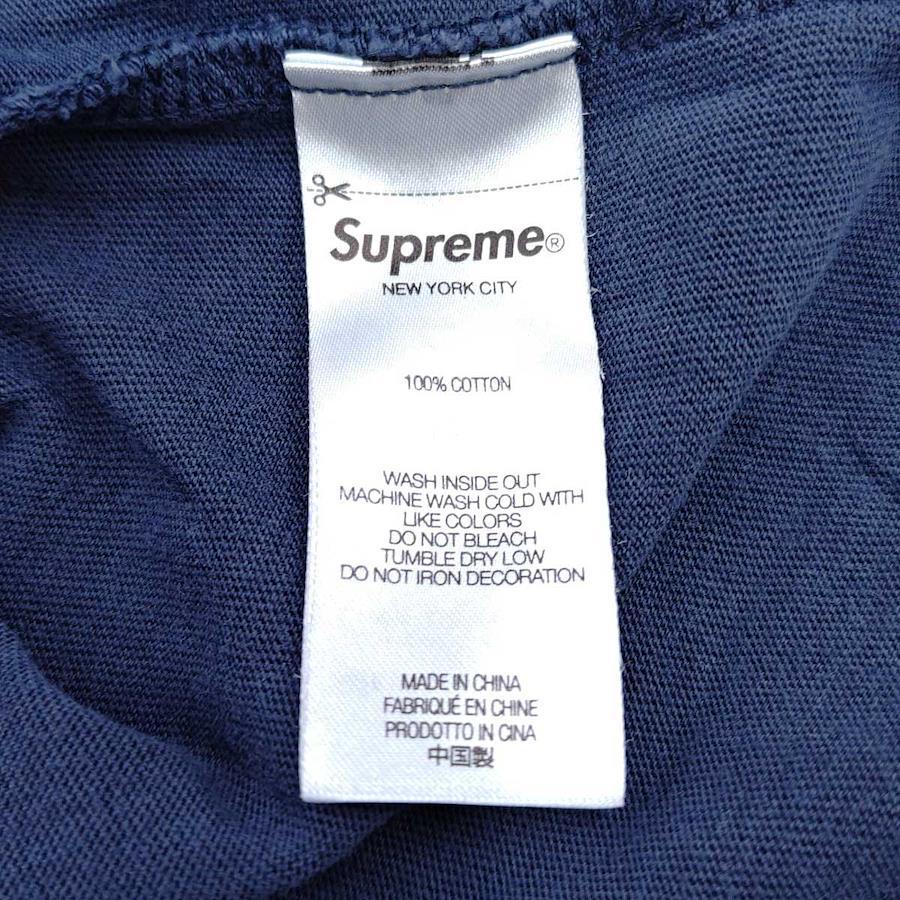 Supreme®
NEW YORK CITY
100% COTTON
WASH INSIDE OUT
MACHINE WASH COLD WITH
LIKE COLORS
DO NOT BLEACH
TUMBLE DRY LOW
DO NOT IRON DECORATION
MADE IN CHINA
FABRIQUÉ EN CHINE
PRODOTTO IN CINA
中国製